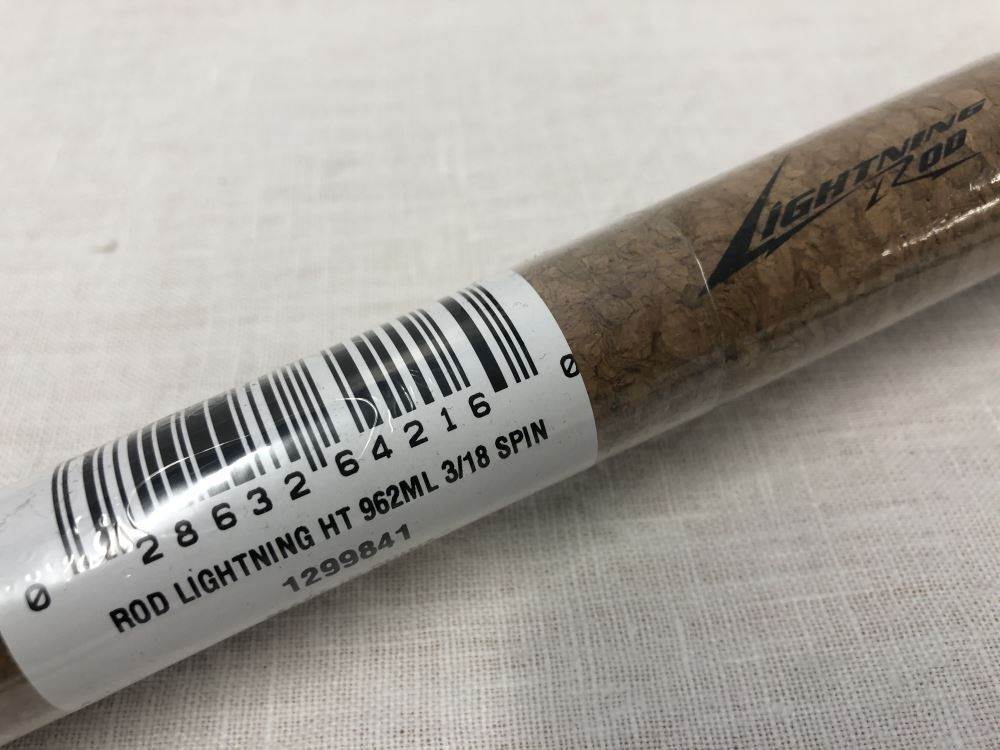 LIGHTNING
ROD
0 28632 64216 0
ROD LIGHTNING HT 962ML 3/18 SPIN
1299841